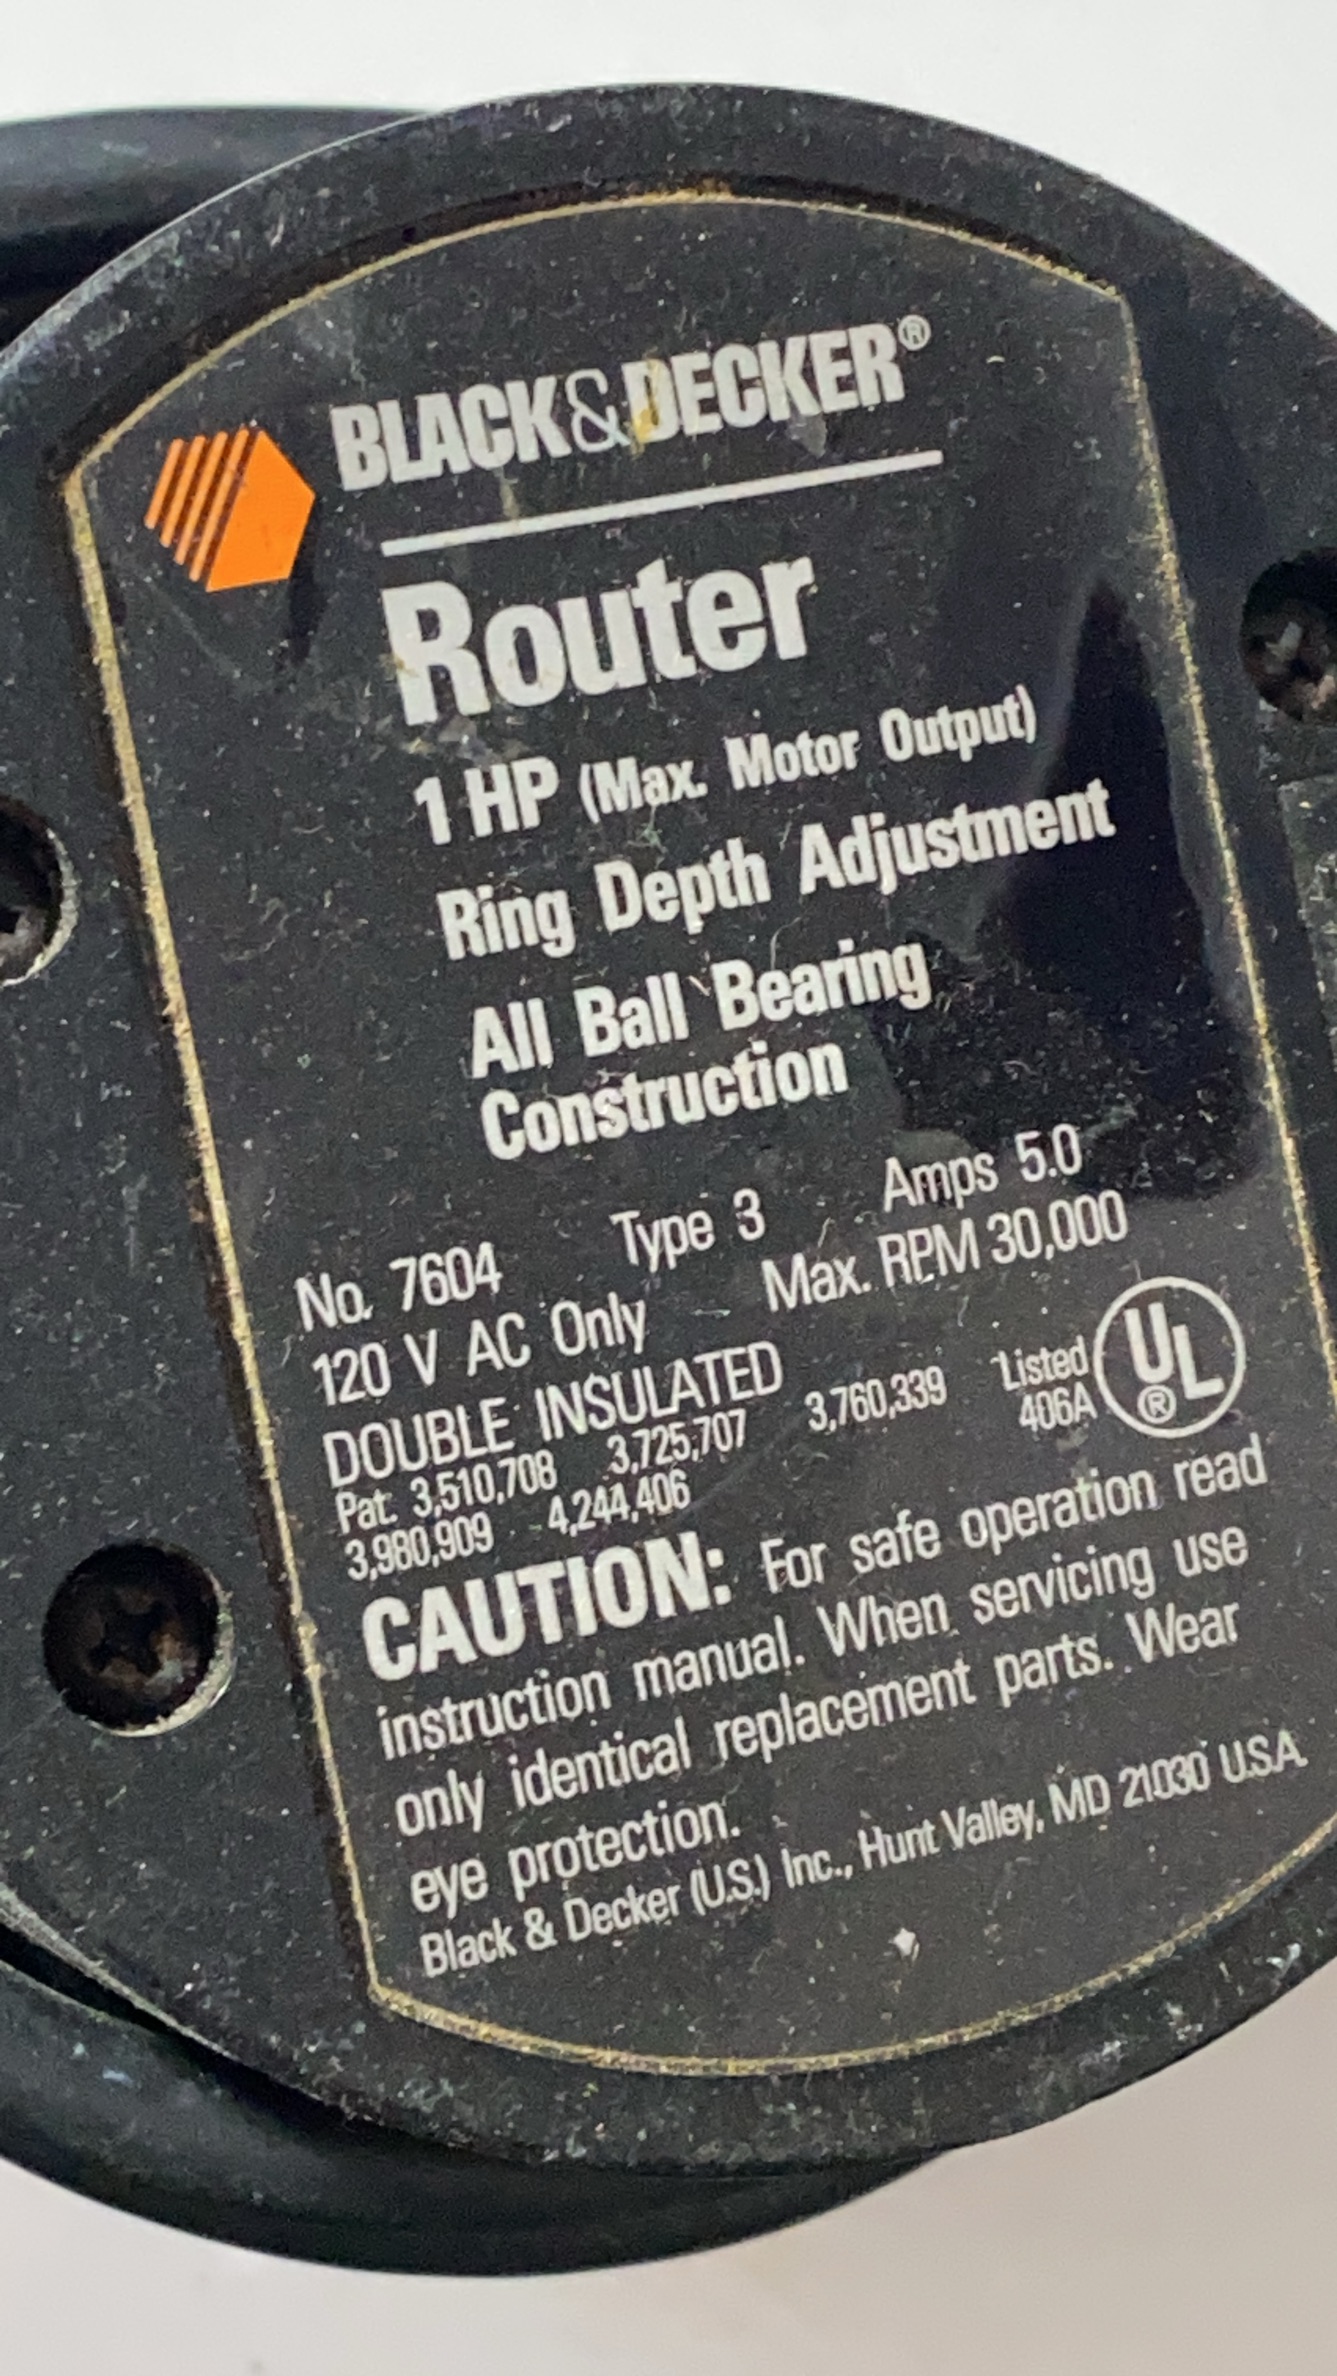 BLACK&DECKER®
Router
1 HP (Max. Motor Output)
Ring Depth Adjustment
All Ball Bearing
Construction
No. 7604 Type 3 Amps 5.0
120 V AC Only Max. RPM 30,000
DOUBLE INSULATED
Pat. 3,510,708 3,725,707 3,760,339
3,980,909 4,244,406
Listed
406A
UL®
CAUTION: For safe operation read
instruction manual. When servicing use
only identical replacement parts. Wear
eye protection.
Black & Decker (U.S.) Inc., Hunt Valley, MD 21030 U.S.A.